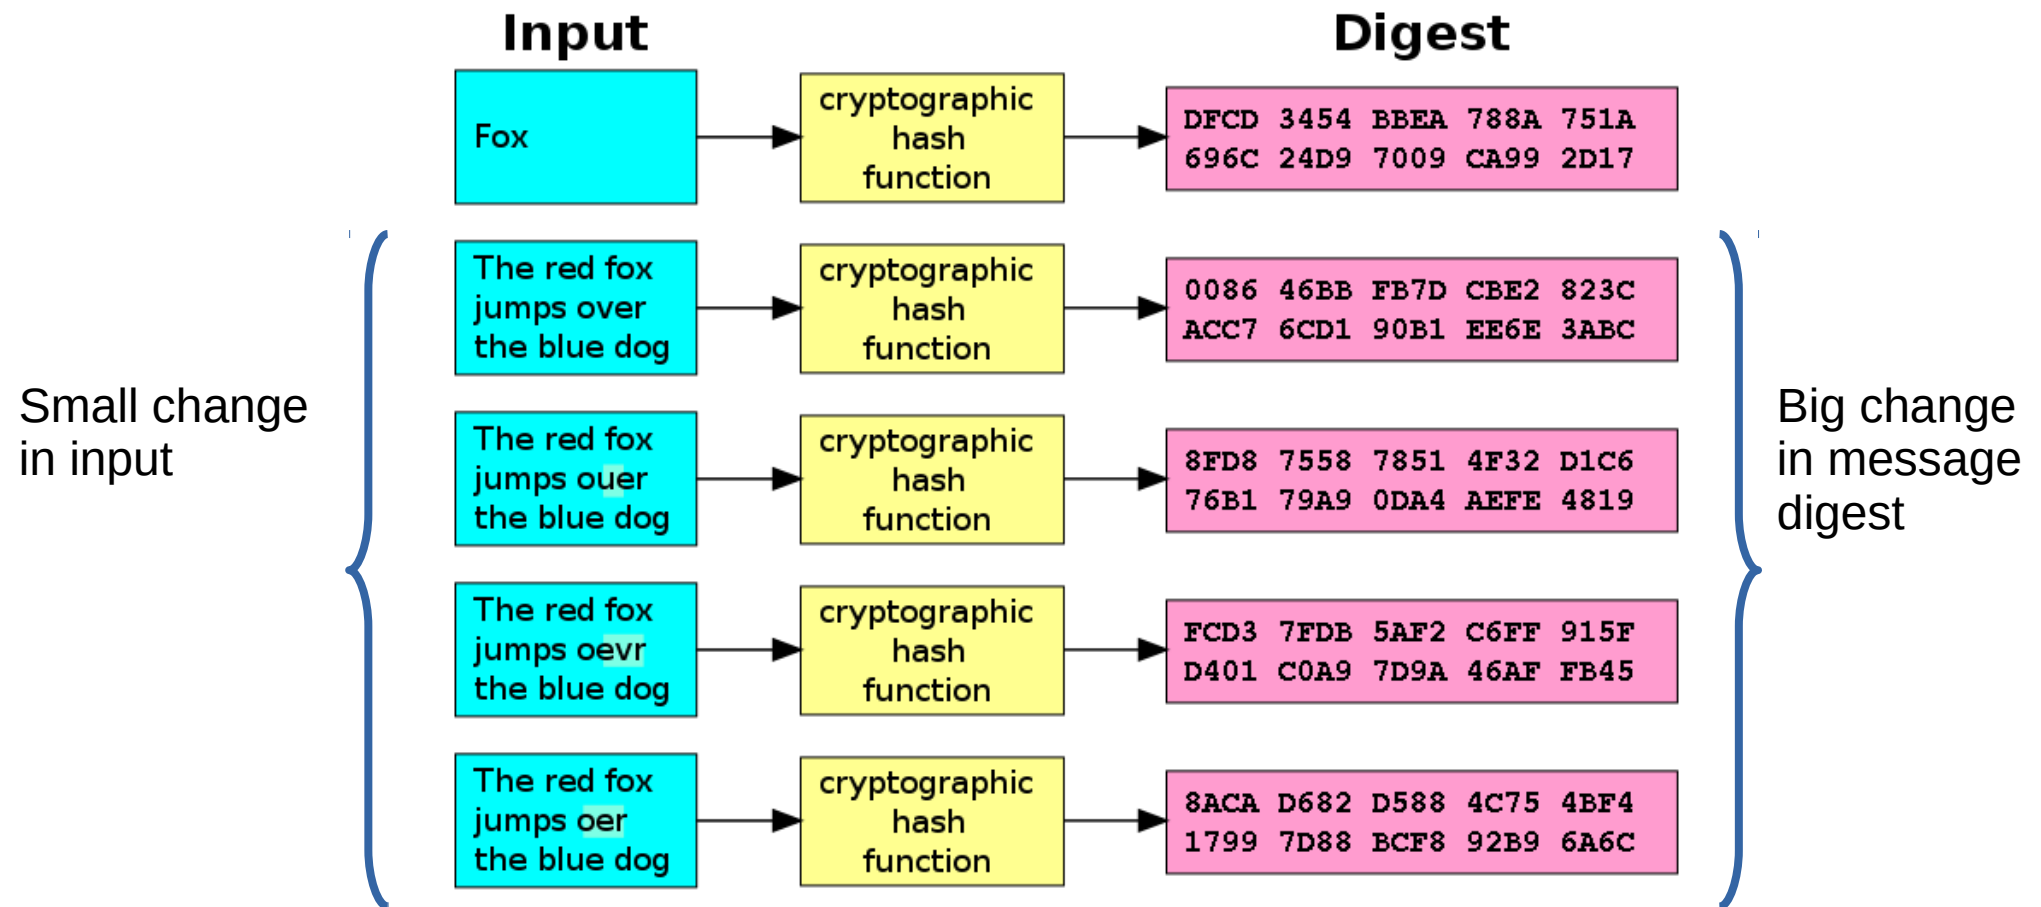 Input
Digest
Fox
cryptographic
hash
function
DFCD 3454 BBEA 788A 751A
696C 24D9 7009 CA99 2D17
The red fox
jumps over
the blue dog
cryptographic
hash
function
0086 46BB FB7D CBE2 823C
ACC7 6CD1 90B1 EE6E 3ABC
Small change
in input
The red fox
jumps ouer
the blue dog
cryptographic
hash
function
8FD8 7558 7851 4F32 D1C6
76B1 79A9 0DA4 AEFE 4819
Big change
in message
digest
The red fox
jumps oevr
the blue dog
cryptographic
hash
function
FCD3 7FDB 5AF2 C6FF 915F
D401 C0A9 7D9A 46AF FB45
The red fox
jumps oer
the blue dog
cryptographic
hash
function
8ACA D682 D588 4C75 4BF4
1799 7D88 BCF8 92B9 6A6C